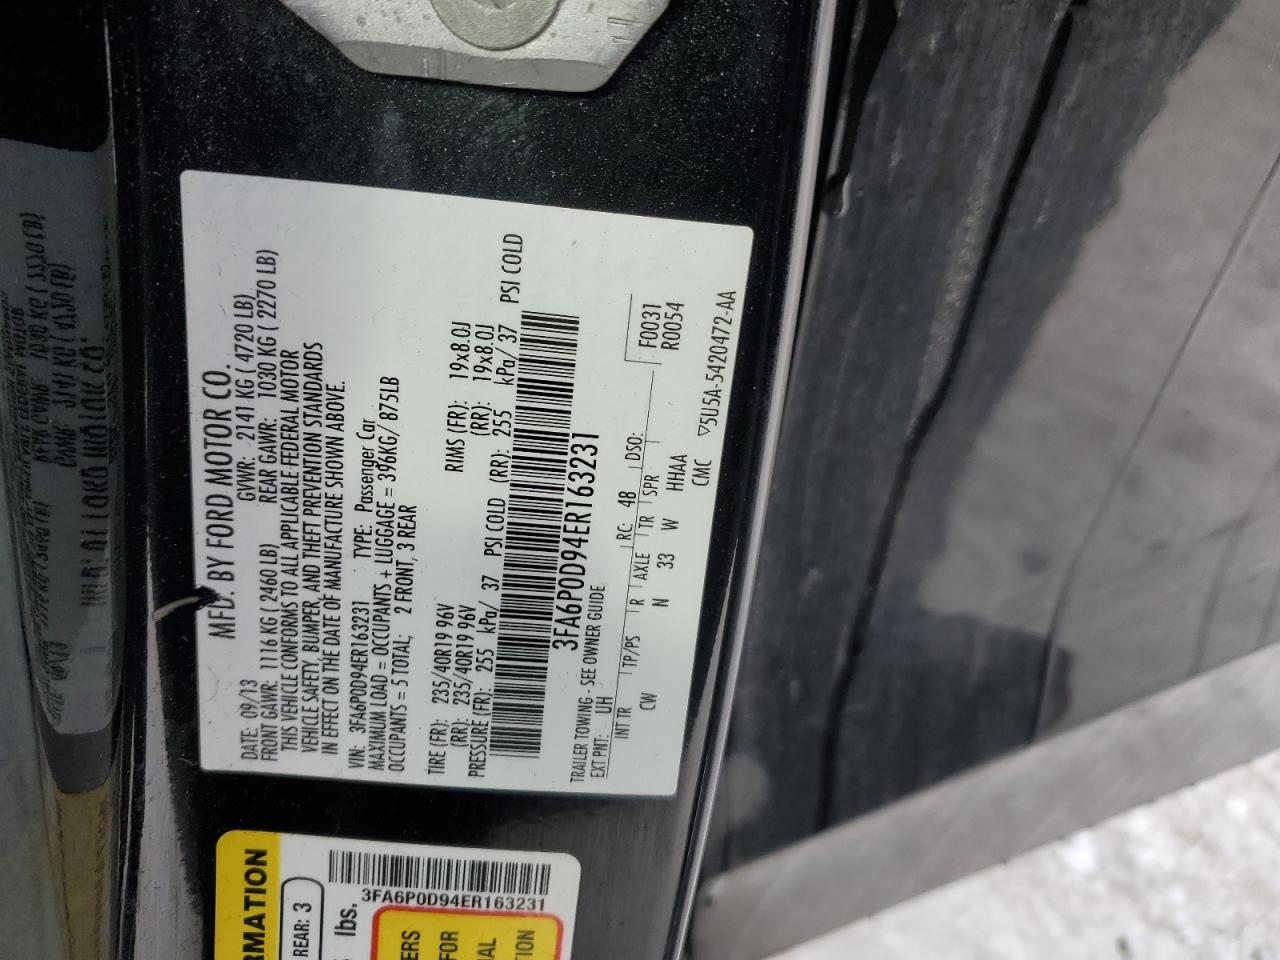 MFD. BY FORD MOTOR CO.
DATE: 09/13 GVWR: 2141 KG ( 4720 LB)
FRONT GAWR: 1116 KG ( 2460 LB) REAR GAWR: 1030 KG ( 2270 LB)
THIS VEHICLE CONFORMS TO ALL APPLICABLE FEDERAL MOTOR
VEHICLE SAFETY, BUMPER, AND THEFT PREVENTION STANDARDS
IN EFFECT ON THE DATE OF MANUFACTURE SHOWN ABOVE.
VIN: 3FA6P0D94ER163231 TYPE: Passenger Car
MAXIMUM LOAD = OCCUPANTS + LUGGAGE = 396KG/ 875LB
OCCUPANTS = 5 TOTAL; 2 FRONT, 3 REAR
TIRE (FR): 235/40R19 96V RIMS (FR): 19x8.0J
(RR): 235/40R19 96V (RR): 19x8.0J
PRESSURE (FR): 255 kPa/ 37 PSI COLD (RR): 255 kPa/ 37 PSI COLD
3FA6P0D94ER163231
TRAILER TOWING - SEE OWNER GUIDE
EXT PNT: UH RC: 48 DSO: F0031
R0054
INT TR TP/PS R AXLE TR SPR
CW N 33 W HHAA
CMC ▽5U5A-5420472-AA
RMATION
REAR: 3
lbs.
3FA6P0D94ER163231
ERS
FOR
IAL
TION